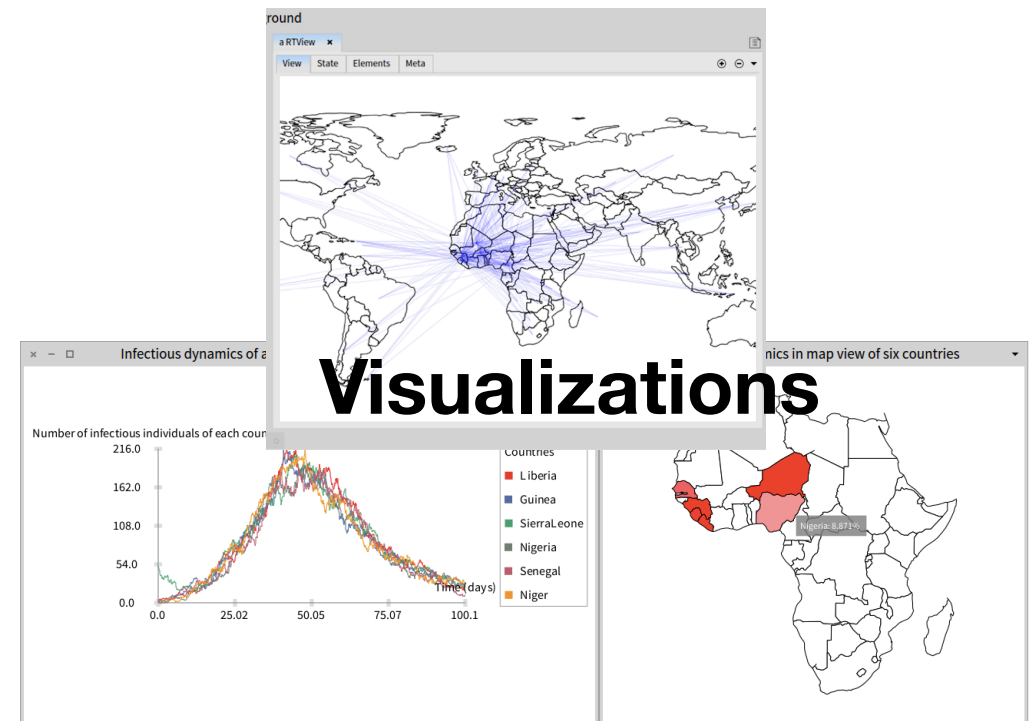 round
a RTView ×
View State Elements Meta
Visualizations
Infectious dynamics of a
Number of infectious individuals of each coun
216.0
162.0
108.0
54.0
0.0
0.0 25.02 50.05 75.07 100.1
Time (days)
Countries
Liberia
Guinea
SierraLeone
Nigeria
Senegal
Niger
mics in map view of six countries
Nigeria: 8,871%